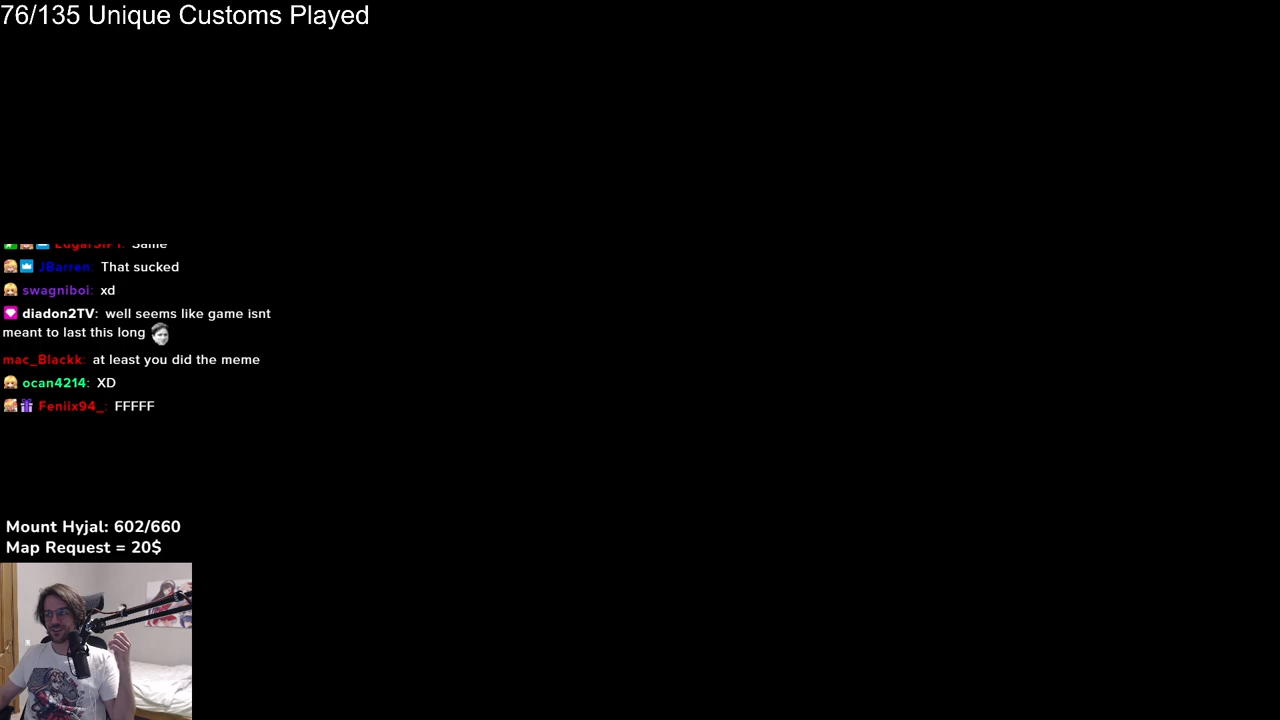 76/135 Unique Customs Played
JBarren: That sucked
swagniboi: xd
diadon2TV: well seems like game isnt
meant to last this long
mac_Blackk: at least you did the meme
ocan4214: XD
Feniix94_: FFFFF
Mount Hyjal: 602/660
Map Request = 20$